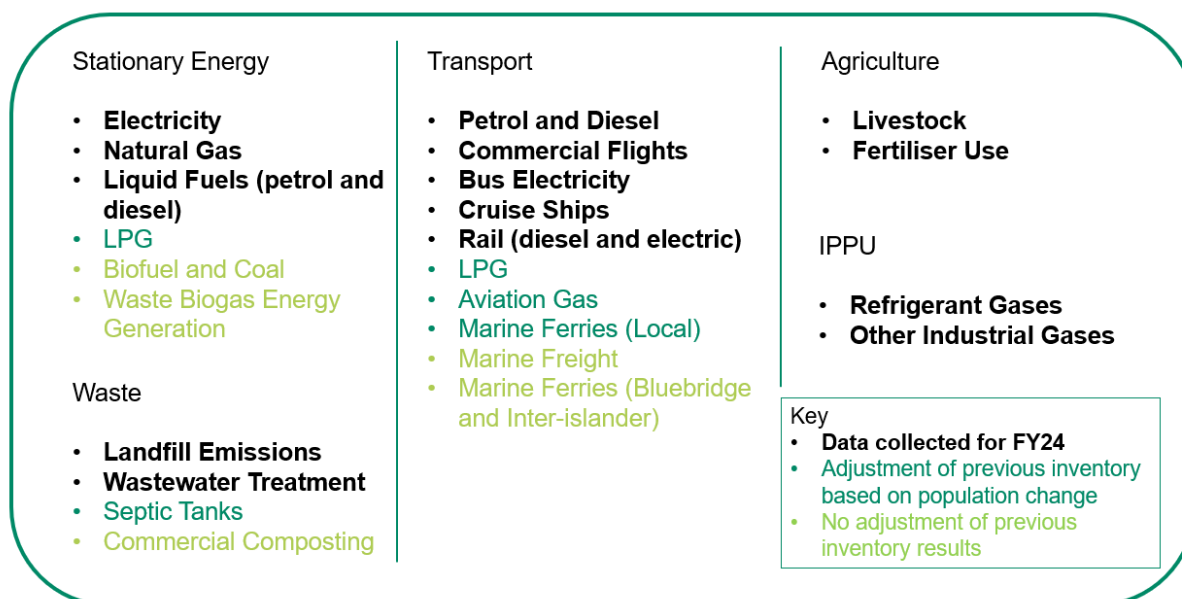 Stationary Energy
• Electricity
• Natural Gas
• Liquid Fuels (petrol and
diesel)
• LPG
• Biofuel and Coal
• Waste Biogas Energy
Generation
Waste
• Landfill Emissions
• Wastewater Treatment
• Septic Tanks
• Commercial Composting
Transport
• Petrol and Diesel
• Commercial Flights
• Bus Electricity
• Cruise Ships
• Rail (diesel and electric)
• LPG
• Aviation Gas
• Marine Ferries (Local)
• Marine Freight
• Marine Ferries (Bluebridge
and Inter-islander)
Agriculture
• Livestock
• Fertiliser Use
IPPU
• Refrigerant Gases
• Other Industrial Gases
Key
• Data collected for FY24
• Adjustment of previous inventory
based on population change
• No adjustment of previous
inventory results